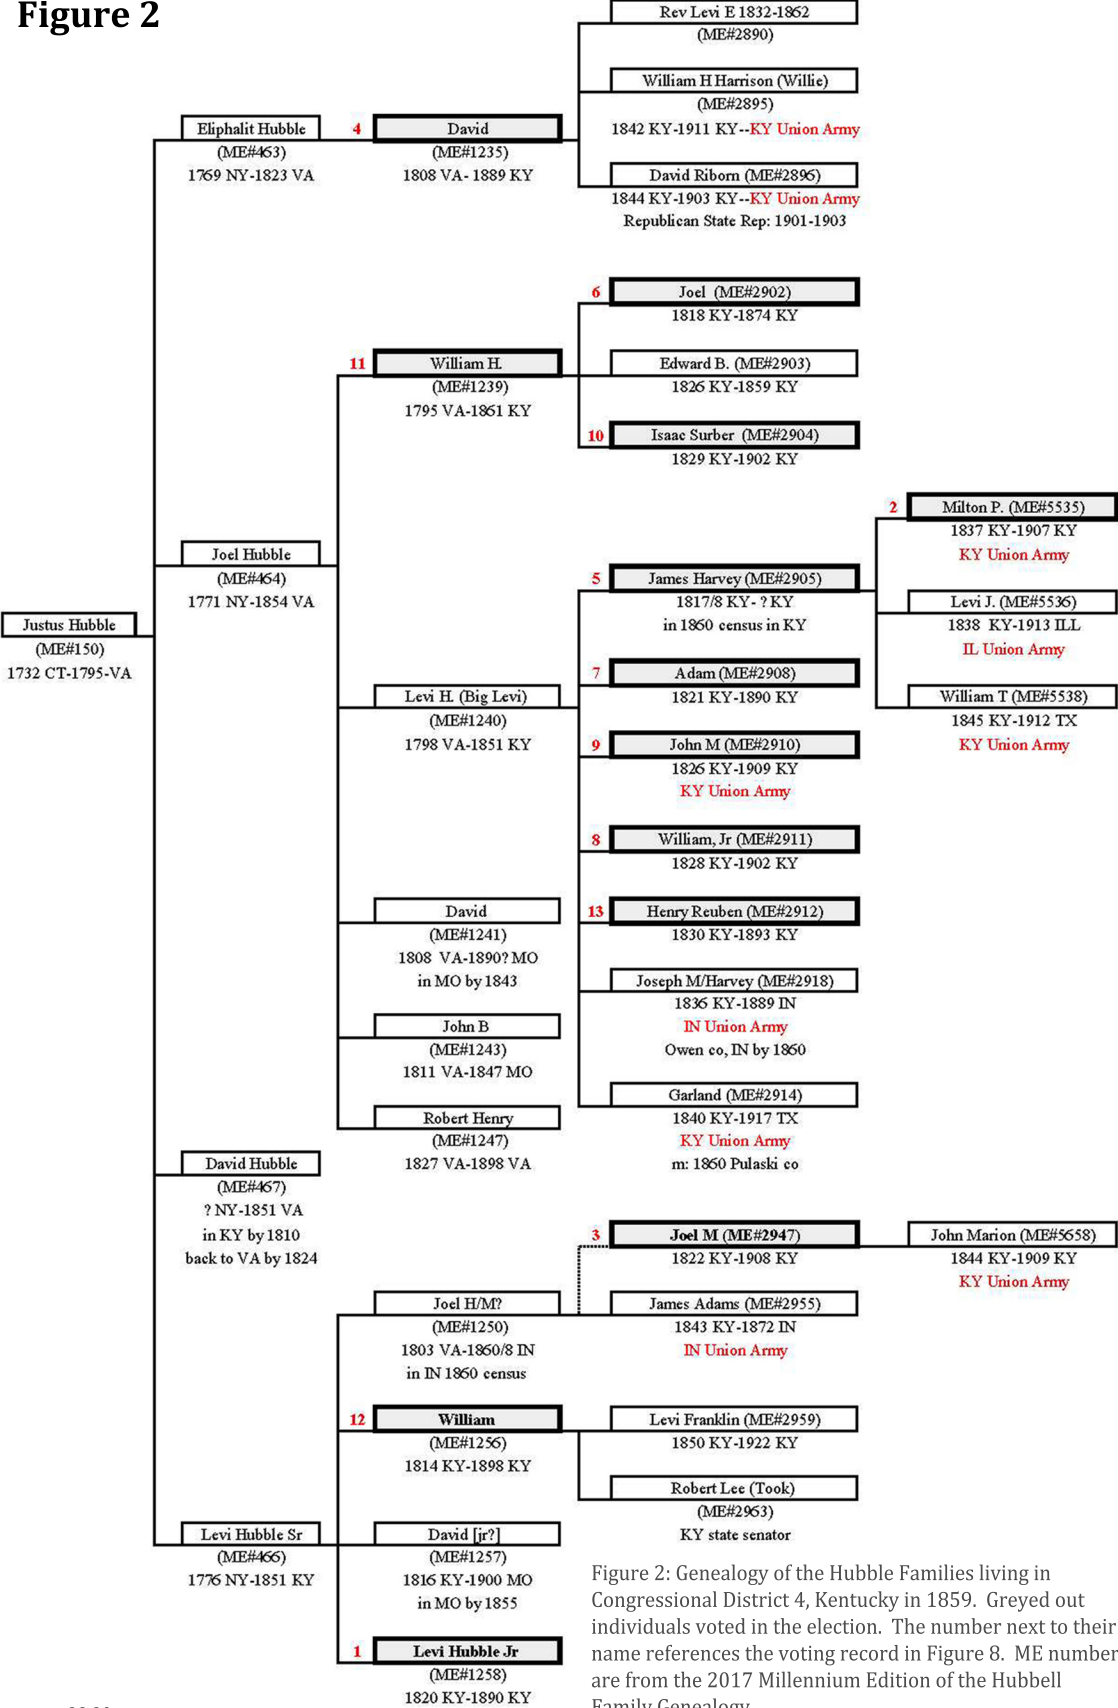 Figure 2
Rev Levi E 1832-1862
(ME#2890)
William H Harrison (Willie)
(ME#2895)
1842 KY-1911 KY--KY Union Army
David Riborn (ME#2896)
1844 KY-1903 KY--KY Union Army
Republican State Rep: 1901-1903
Eliphalit Hubble
(ME#463)
1769 NY-1823 VA
4
David
(ME#1235)
1808 VA- 1889 KY
6
Joel (ME#2902)
1818 KY-1874 KY
11
William H.
(ME#1239)
1795 VA-1861 KY
Edward B. (ME#2903)
1826 KY-1859 KY
10
Isaac Surber (ME#2904)
1829 KY-1902 KY
2
Milton P. (ME#5535)
1837 KY-1907 KY
KY Union Army
Joel Hubble
(ME#464)
1771 NY-1854 VA
5
James Harvey (ME#2905)
1817/8 KY- ? KY
in 1860 census in KY
Levi J. (ME#5536)
1838 KY-1913 ILL
IL Union Army
Justus Hubble
(ME#150)
1732 CT-1795-VA
7
Adam (ME#2908)
1821 KY-1890 KY
Levi H. (Big Levi)
(ME#1240)
1798 VA-1851 KY
William T (ME#5538)
1845 KY-1912 TX
KY Union Army
9
John M (ME#2910)
1826 KY-1909 KY
KY Union Army
8
William, Jr (ME#2911)
1828 KY-1902 KY
13
Henry Reuben (ME#2912)
1830 KY-1893 KY
David
(ME#1241)
1808 VA-1890? MO
in MO by 1843
Joseph M/Harvey (ME#2918)
1836 KY-1889 IN
IN Union Army
Owen co, IN by 1860
John B
(ME#1243)
1811 VA-1847 MO
Garland (ME#2914)
1840 KY-1917 TX
KY Union Army
m: 1860 Pulaski co
Robert Henry
(ME#1247)
1827 VA-1898 VA
David Hubble
(ME#467)
? NY-1851 VA
in KY by 1810
back to VA by 1824
3
Joel M (ME#2947)
1822 KY-1908 KY
John Marion (ME#5658)
1844 KY-1909 KY
KY Union Army
Joel H/M?
(ME#1250)
1803 VA-1860/8 IN
in IN 1860 census
James Adams (ME#2955)
1843 KY-1872 IN
IN Union Army
12
William
(ME#1256)
1814 KY-1898 KY
Levi Franklin (ME#2959)
1850 KY-1922 KY
Robert Lee (Took)
(ME#2963)
KY state senator
Levi Hubble Sr
(ME#466)
1776 NY-1851 KY
David [jr?]
(ME#1257)
1816 KY-1900 MO
in MO by 1855
1
Levi Hubble Jr
(ME#1258)
1820 KY-1890 KY
Figure 2: Genealogy of the Hubble Families living in
Congressional District 4, Kentucky in 1859. Greyed out
individuals voted in the election. The number next to their
name references the voting record in Figure 8. ME number
are from the 2017 Millennium Edition of the Hubbell
Family Genealogy